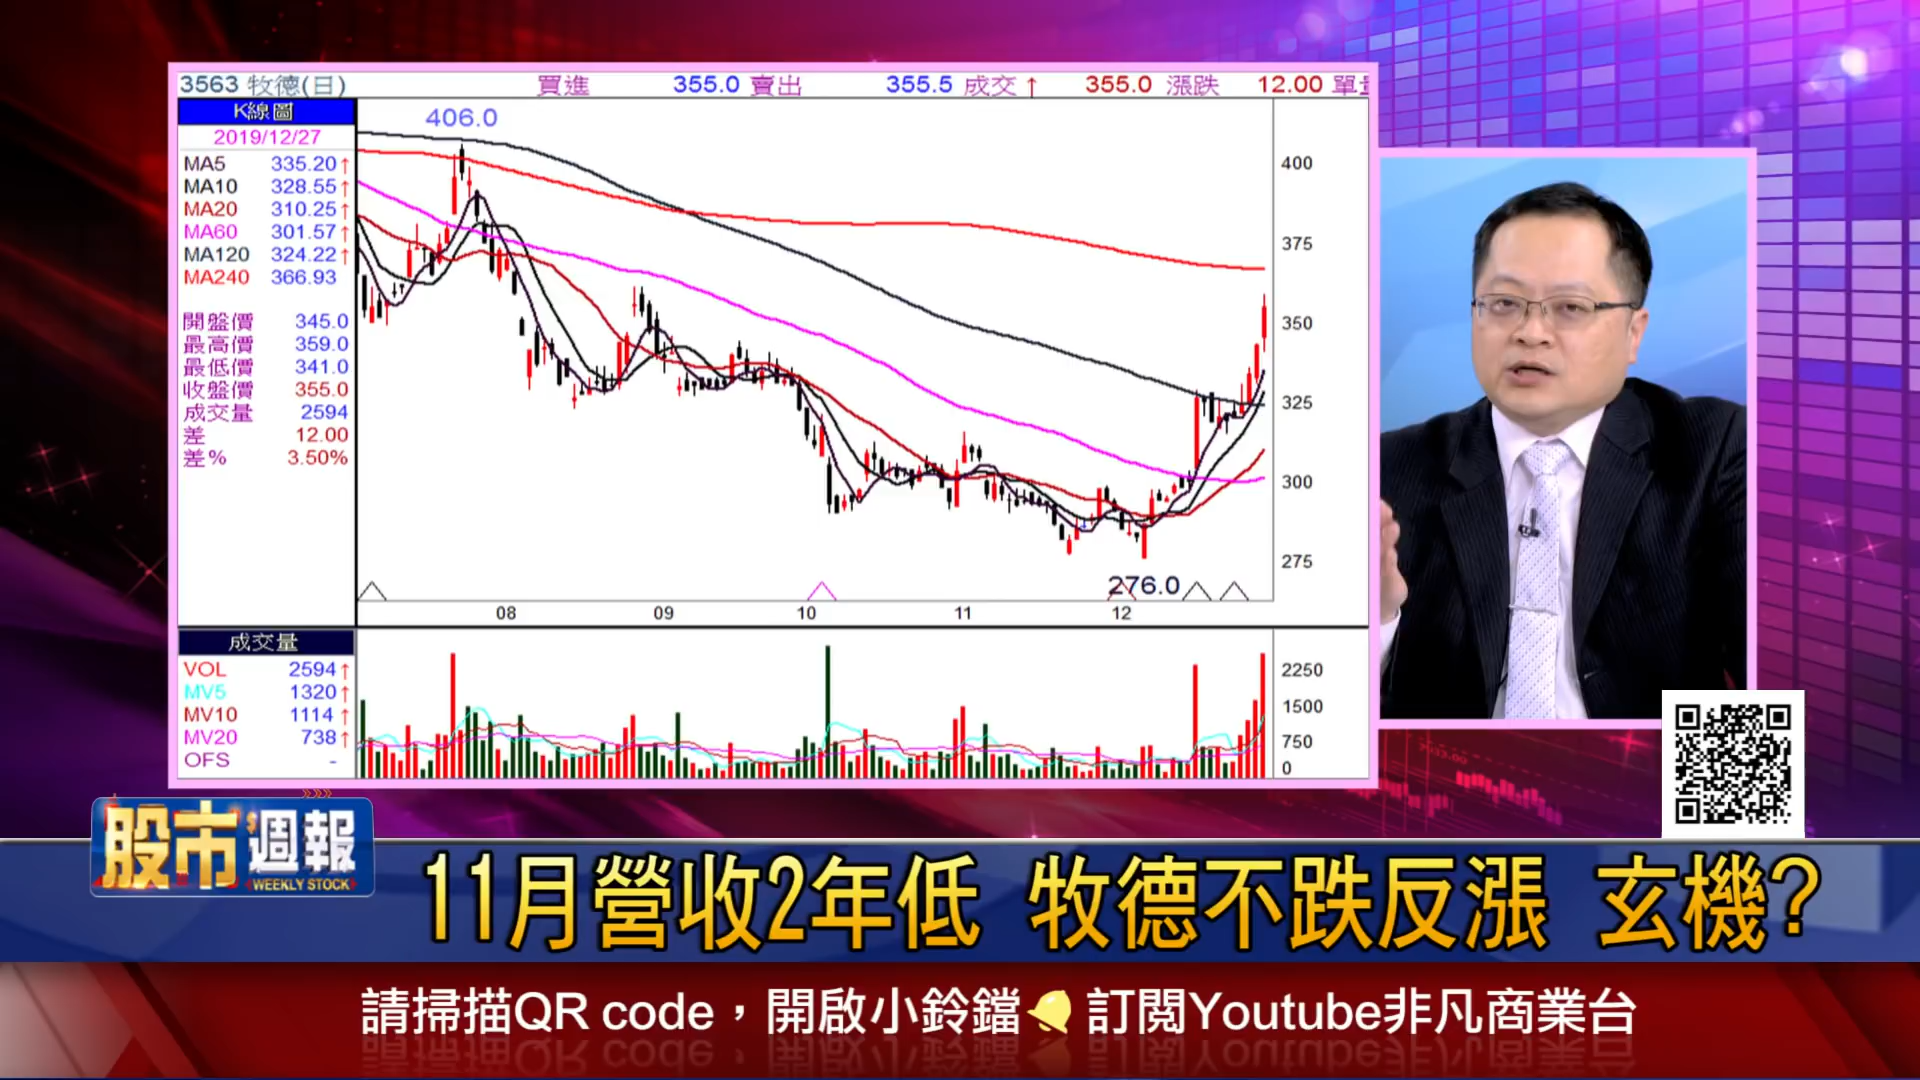 3563 牧德(日) 買進 355.0 賣出 355.5 成交↑ 355.0 漲跌 12.00
K線圖
2019/12/27
MA5 335.20↑
MA10 328.55↑
MA20 310.25↑
MA60 301.57↑
MA120 324.22↑
MA240 366.93
開盤價 345.0
最高價 359.0
最低價 341.0
收盤價 355.0
成交量 2594
差 12.00
差% 3.50%
406.0
400
375
350
325
300
275
276.0
08 09 10 11 12
成交量
VOL 2594↑
MV5 1320↑
MV10 1114↑
MV20 738↑
OFS -
2250
1500
750
0
股市週報
WEEKLY STOCK
11月營收2年低 牧德不跌反漲 玄機?
請掃描QR code，開啟小鈴鐺🔔訂閱Youtube非凡商業台